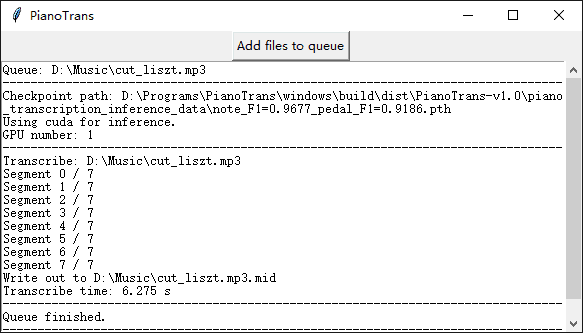 PianoTrans
Add files to queue
Queue: D:\Music\cut_liszt.mp3
Checkpoint path: D:\Programs\PianoTrans\windows\build\dist\PianoTrans-v1.0\piano
_transcription_inference_data\note_F1=0.9677_pedal_F1=0.9186.pth
Using cuda for inference.
GPU number: 1
Transcribe: D:\Music\cut_liszt.mp3
Segment 0 / 7
Segment 1 / 7
Segment 2 / 7
Segment 3 / 7
Segment 4 / 7
Segment 5 / 7
Segment 6 / 7
Segment 7 / 7
Write out to D:\Music\cut_liszt.mp3.mid
Transcribe time: 6.275 s
Queue finished.